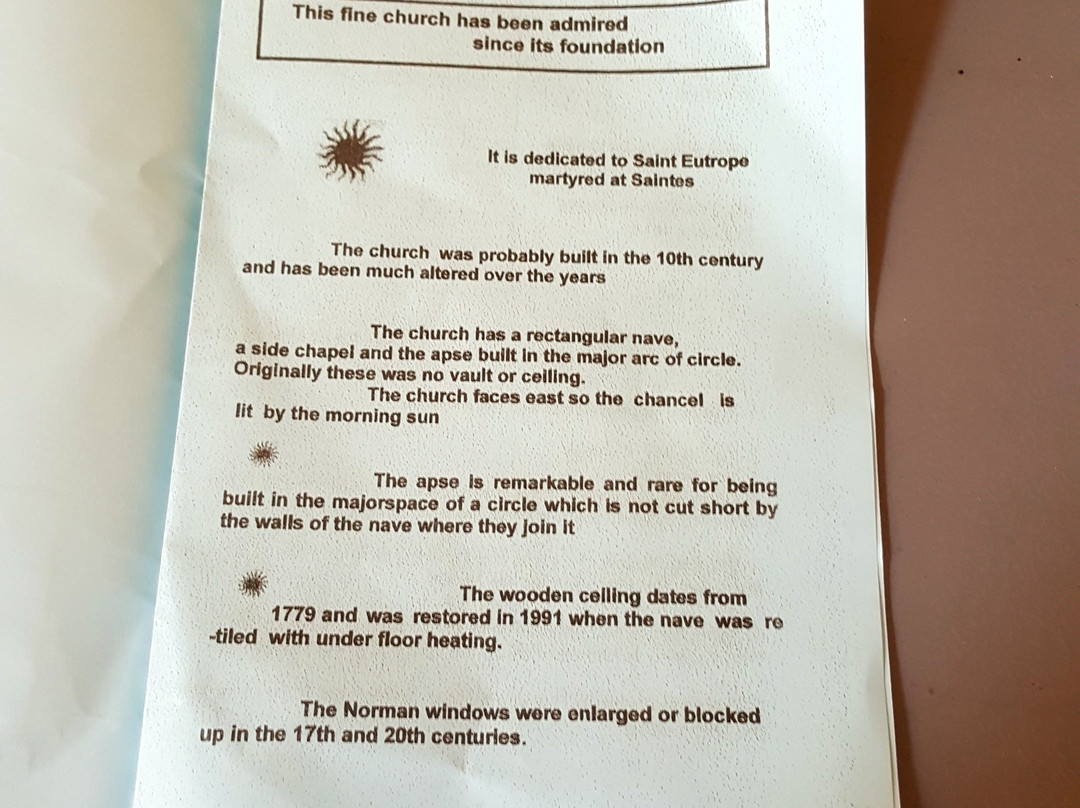 This fine church has been admired
since its foundation
It is dedicated to Saint Eutrope
martyred at Saintes
The church was probably built in the 10th century
and has been much altered over the years
The church has a rectangular nave,
a side chapel and the apse built in the major arc of circle.
Originally these was no vault or ceiling.
The church faces east so the chancel is
lit by the morning sun
The apse is remarkable and rare for being
built in the majorspace of a circle which is not cut short by
the walls of the nave where they join it
The wooden ceiling dates from
1779 and was restored in 1991 when the nave was re
-tiled with under floor heating.
The Norman windows were enlarged or blocked
up in the 17th and 20th centuries.